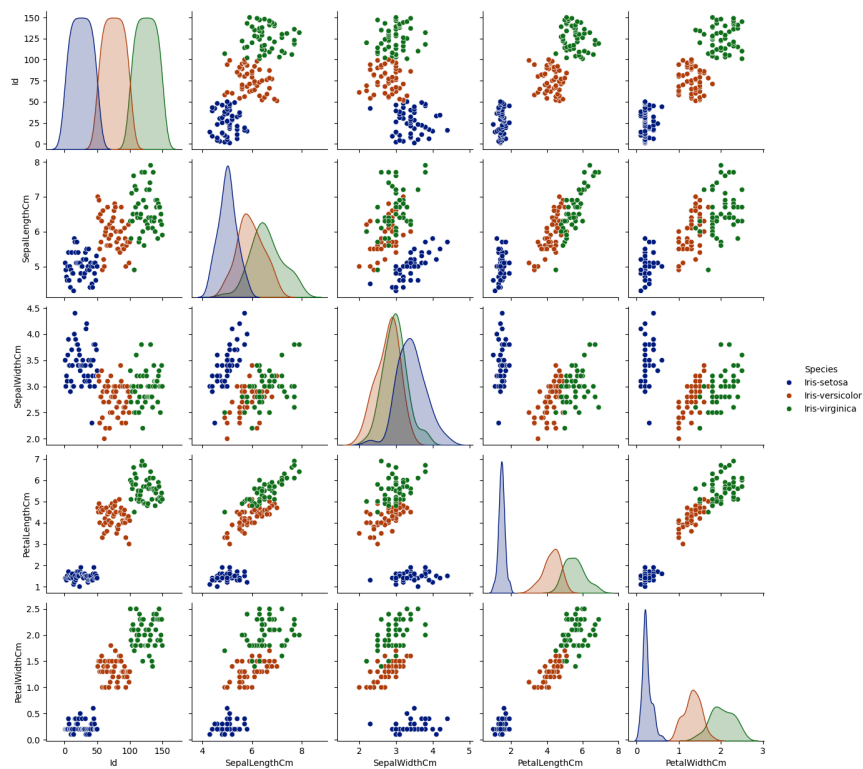 150
125
100
75
50
25
0
Id
8
7
6
5
SepalLengthCm
4.5
4.0
3.5
3.0
2.5
2.0
SepalWidthCm
Species
Iris-setosa
Iris-versicolor
Iris-virginica
7
6
5
4
3
2
1
PetalLengthCm
2.5
2.0
1.5
1.0
0.5
0.0
PetalWidthCm
0 50 100 150
4 6 8
2 3 4 5
2 4 6 8
0 1 2 3
Id
SepalLengthCm
SepalWidthCm
PetalLengthCm
PetalWidthCm